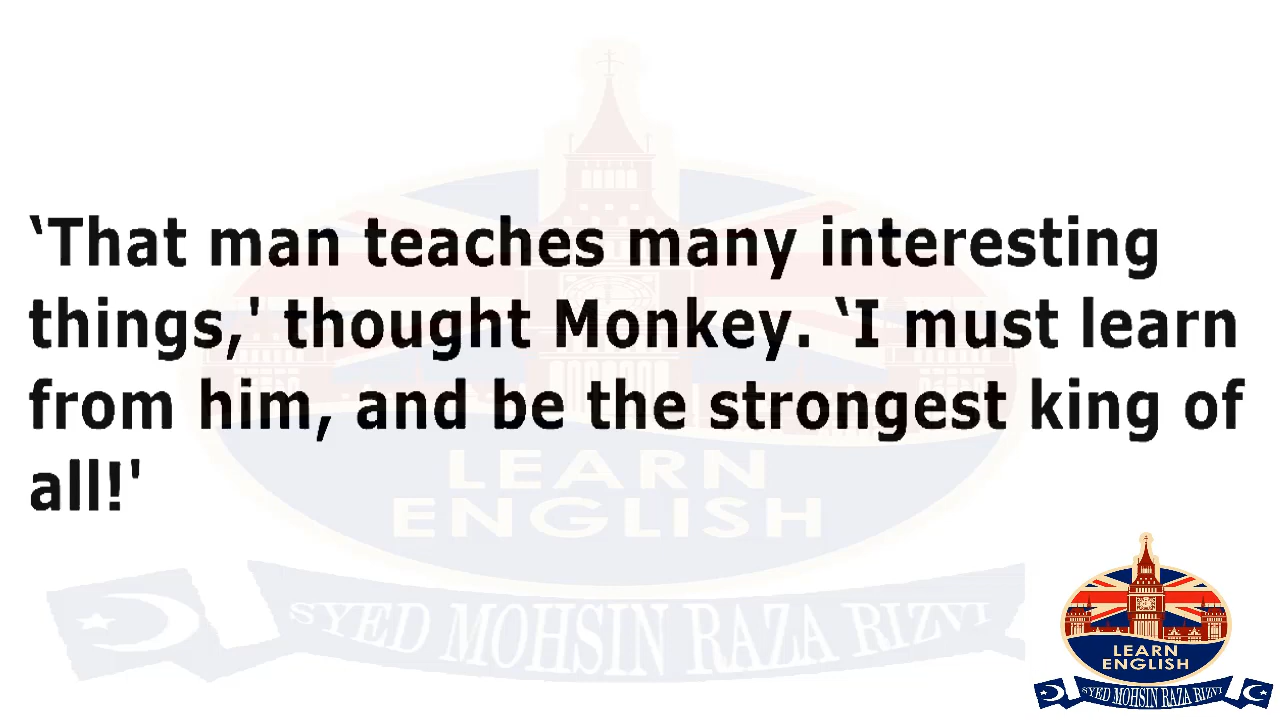 ‘That man teaches many interesting
things,' thought Monkey. ‘I must learn
from him, and be the strongest king of
all!'
LEARN
ENGLISH
SYED MOHSIN RAZA RIZVI
LEARN
ENGLISH
SYED MOHSIN RAZA RIZVI